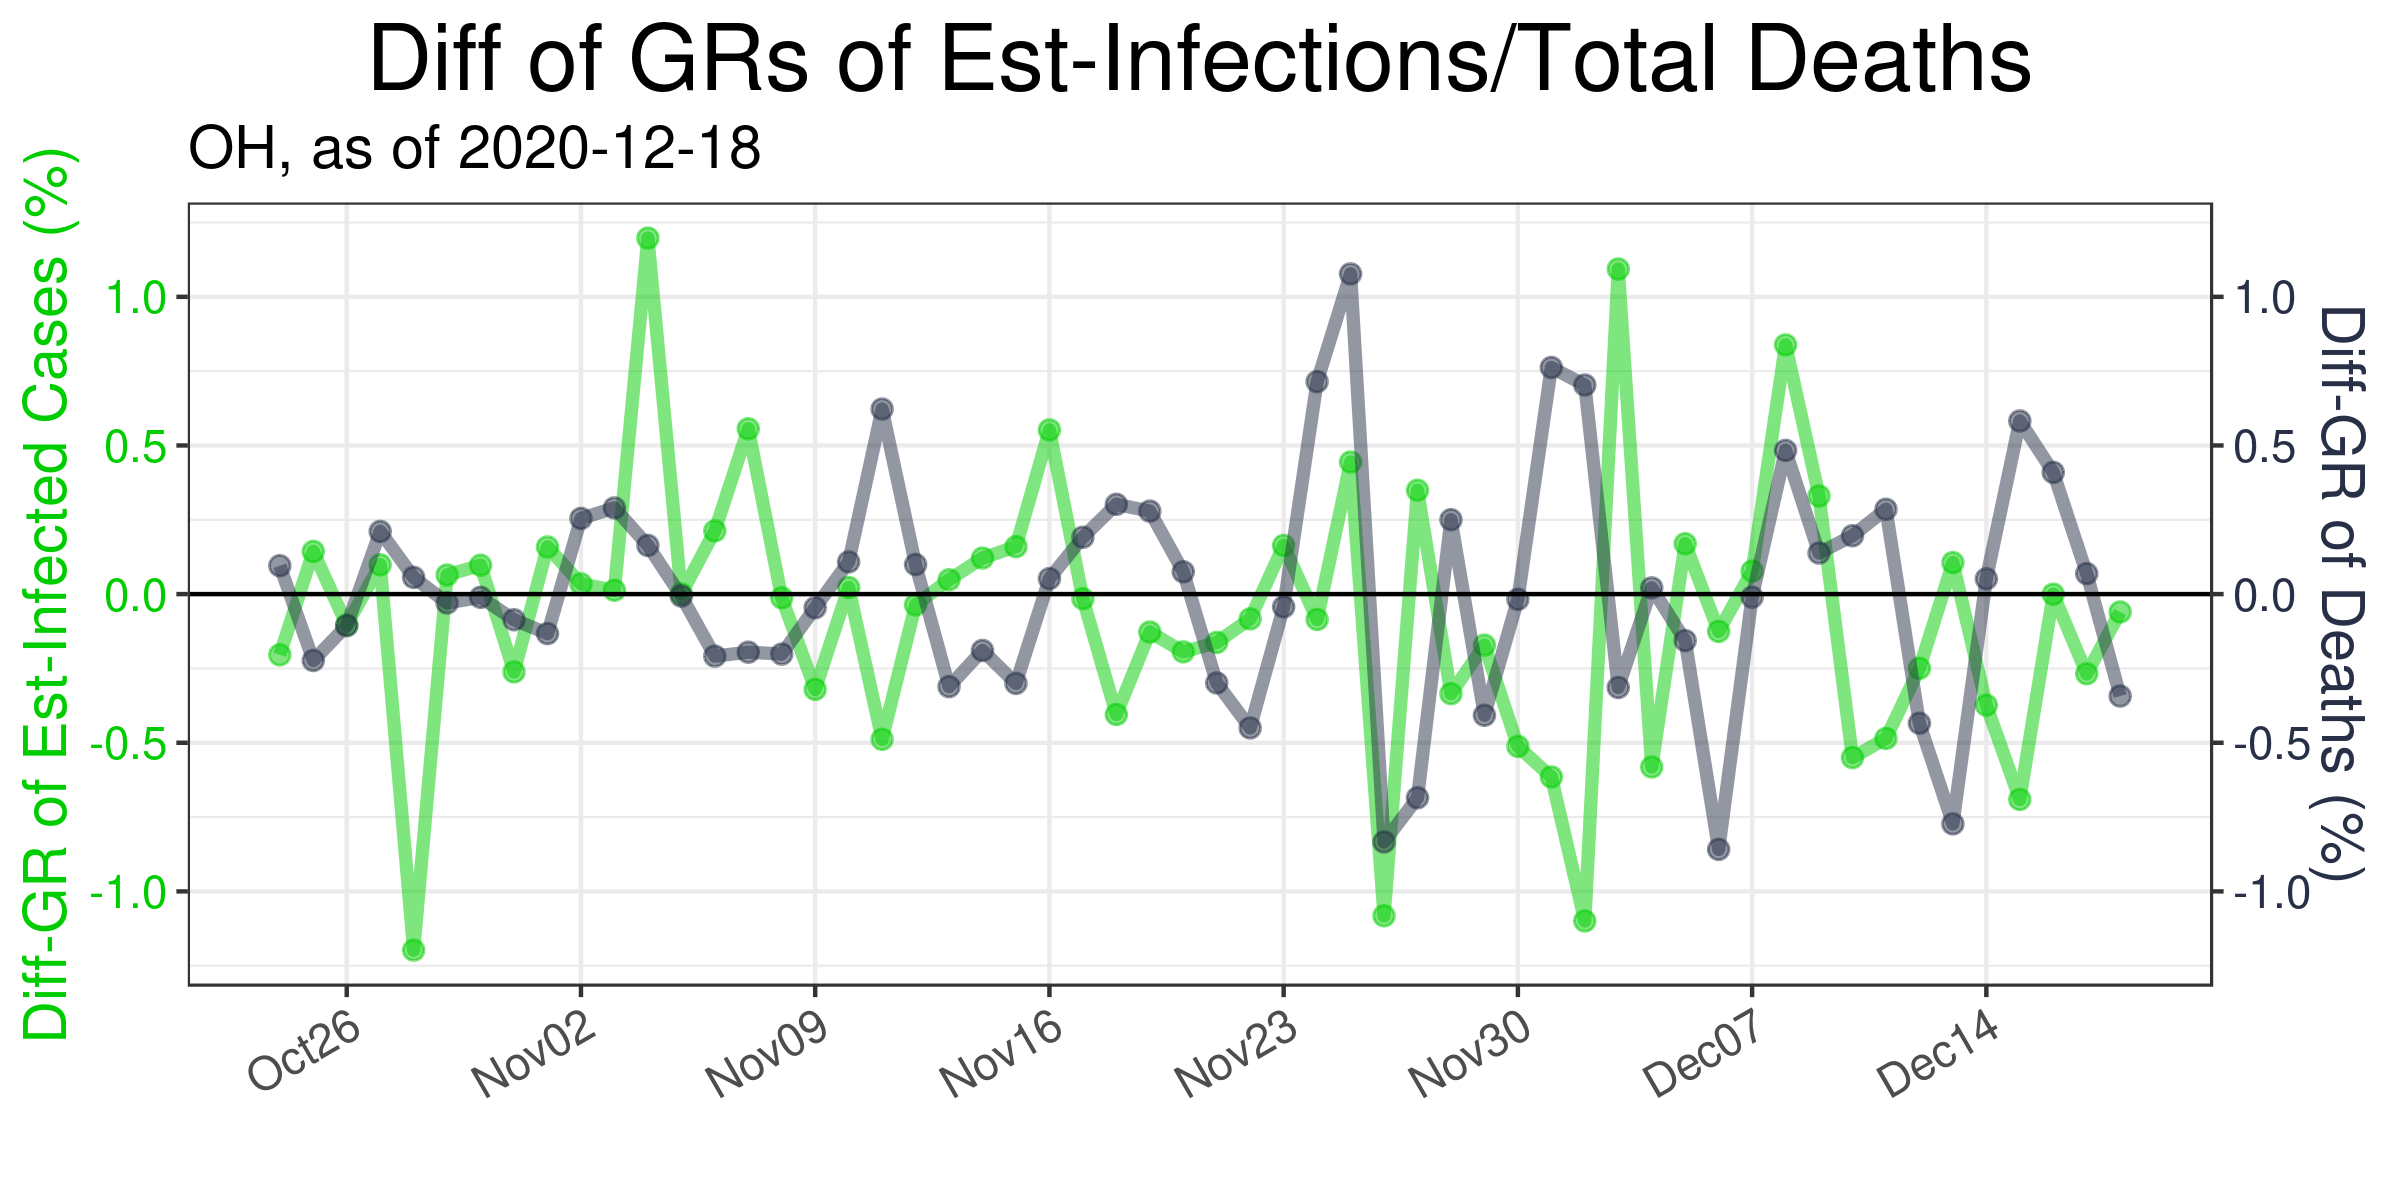 Diff of GRs of Est-Infections/Total Deaths
OH, as of 2020-12-18
Diff-GR of Est-Infected Cases (%)
1.0
0.5
0.0
-0.5
-1.0
1.0
0.5
0.0
-0.5
-1.0
Diff-GR of Deaths (%)
Oct26
Nov02
Nov09
Nov16
Nov23
Nov30
Dec07
Dec14